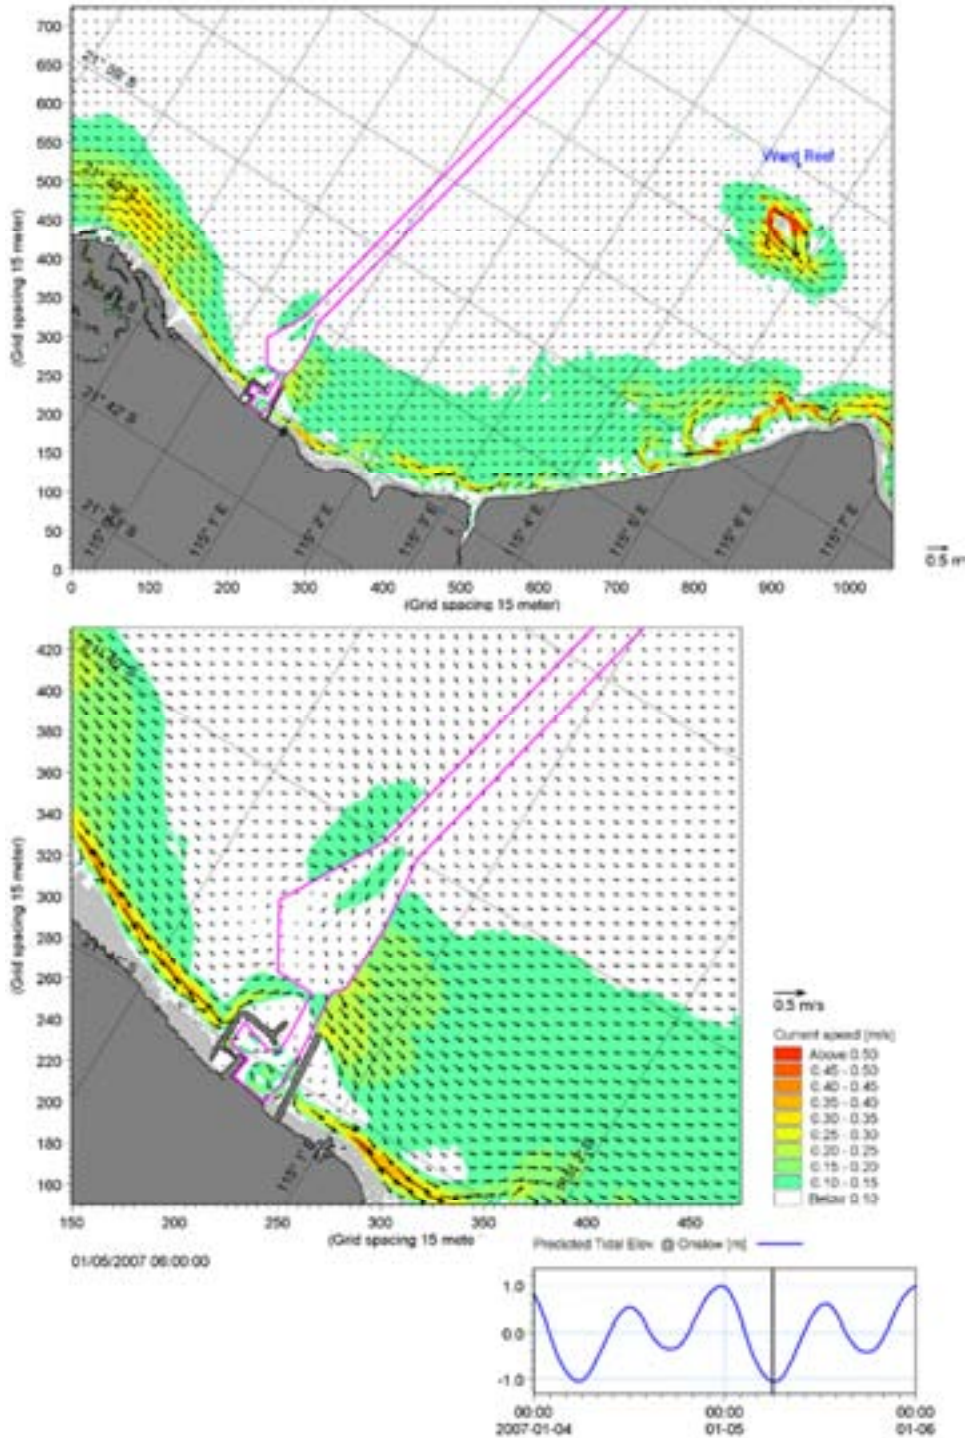 700
650
600
550
500
450
400
350
300
250
200
150
100
50
0
(Grid spacing 15 meter)
Ward Reef
21° 42' S
115° 1' E
115° 2' E
115° 3' E
115° 4' E
115° 5' E
115° 6' E
115° 7' E
0 100 200 300 400 500 600 700 800 900 1000
(Grid spacing 15 meter)
0.5 m
420
400
380
360
340
320
300
280
260
240
220
200
180
160
(Grid spacing 15 meter)
150 200 250 300 350 400 450
(Grid spacing 15 mete
01/05/2007 06:00:00
0.5 m/s
Current speed [m/s]
Above 0.50
0.45 - 0.50
0.40 - 0.45
0.35 - 0.40
0.30 - 0.35
0.25 - 0.30
0.20 - 0.25
0.15 - 0.20
0.10 - 0.15
Below 0.10
Predicted Tidal Elev. @ Onslow [m]
1.0
0.0
-1.0
00:00 00:00 00:00
2007-01-04 01-05 01-06